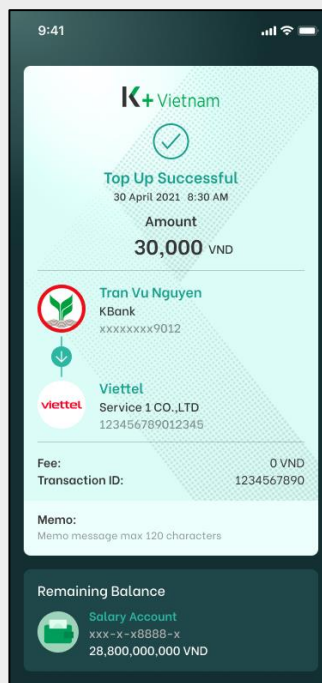 9:41
K+ Vietnam
Top Up Successful
30 April 2021 8:30 AM
Amount
30,000 VND
Tran Vu Nguyen
KBank
xxxxxxxx9012
viettel
Viettel
Service 1 CO.,LTD
123456789012345
Fee: 0 VND
Transaction ID: 1234567890
Memo:
Memo message max 120 characters
Remaining Balance
Salary Account
xxx-x-x8888-x
28,800,000,000 VND